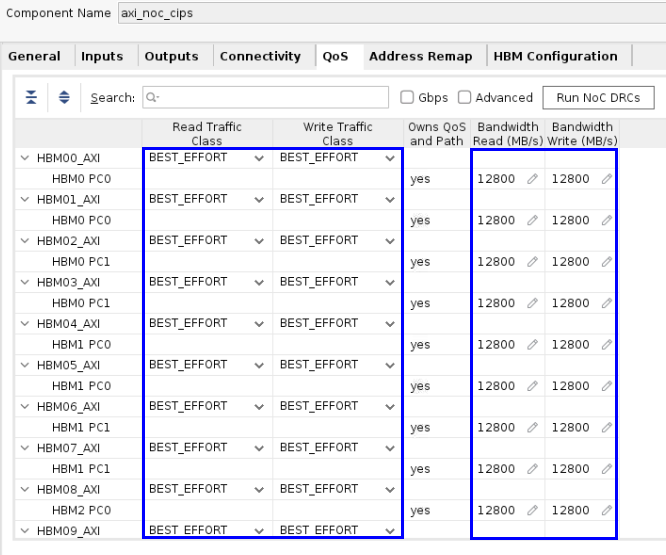 Component Name axi_noc_cips
General Inputs Outputs Connectivity QoS Address Remap HBM Configuration
Search: Q- Gbps Advanced Run NoC DRCs
Read Traffic Write Traffic Owns QoS Bandwidth Bandwidth
Class Class and Path Read (MB/s) Write (MB/s)
HBM00_AXI BEST_EFFORT BEST_EFFORT
HBM0 PC0 yes 12800 12800
HBM01_AXI BEST_EFFORT BEST_EFFORT
HBM0 PC0 yes 12800 12800
HBM02_AXI BEST_EFFORT BEST_EFFORT
HBM0 PC1 yes 12800 12800
HBM03_AXI BEST_EFFORT BEST_EFFORT
HBM0 PC1 yes 12800 12800
HBM04_AXI BEST_EFFORT BEST_EFFORT
HBM1 PC0 yes 12800 12800
HBM05_AXI BEST_EFFORT BEST_EFFORT
HBM1 PC0 yes 12800 12800
HBM06_AXI BEST_EFFORT BEST_EFFORT
HBM1 PC1 yes 12800 12800
HBM07_AXI BEST_EFFORT BEST_EFFORT
HBM1 PC1 yes 12800 12800
HBM08_AXI BEST_EFFORT BEST_EFFORT
HBM2 PC0 yes 12800 12800
HBM09_AXI BEST_EFFORT BEST_EFFORT